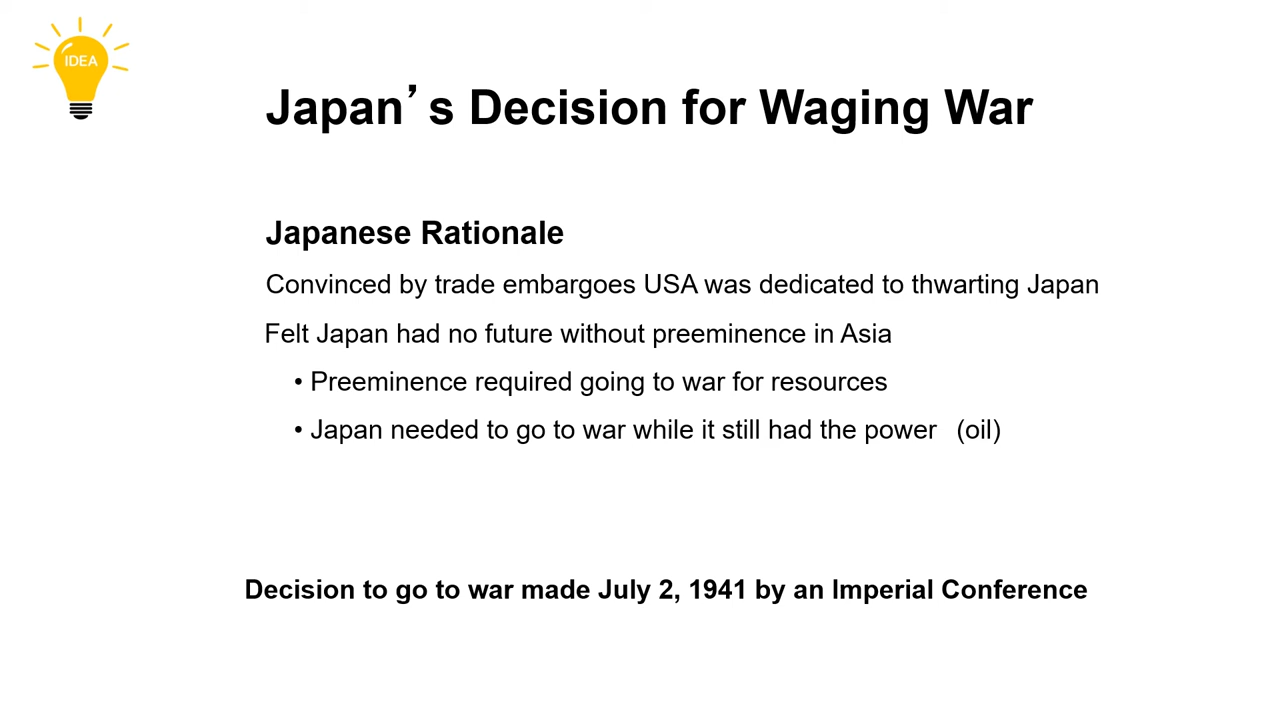 IDEA
Japan’s Decision for Waging War
Japanese Rationale
Convinced by trade embargoes USA was dedicated to thwarting Japan
Felt Japan had no future without preeminence in Asia
• Preeminence required going to war for resources
• Japan needed to go to war while it still had the power (oil)
Decision to go to war made July 2, 1941 by an Imperial Conference